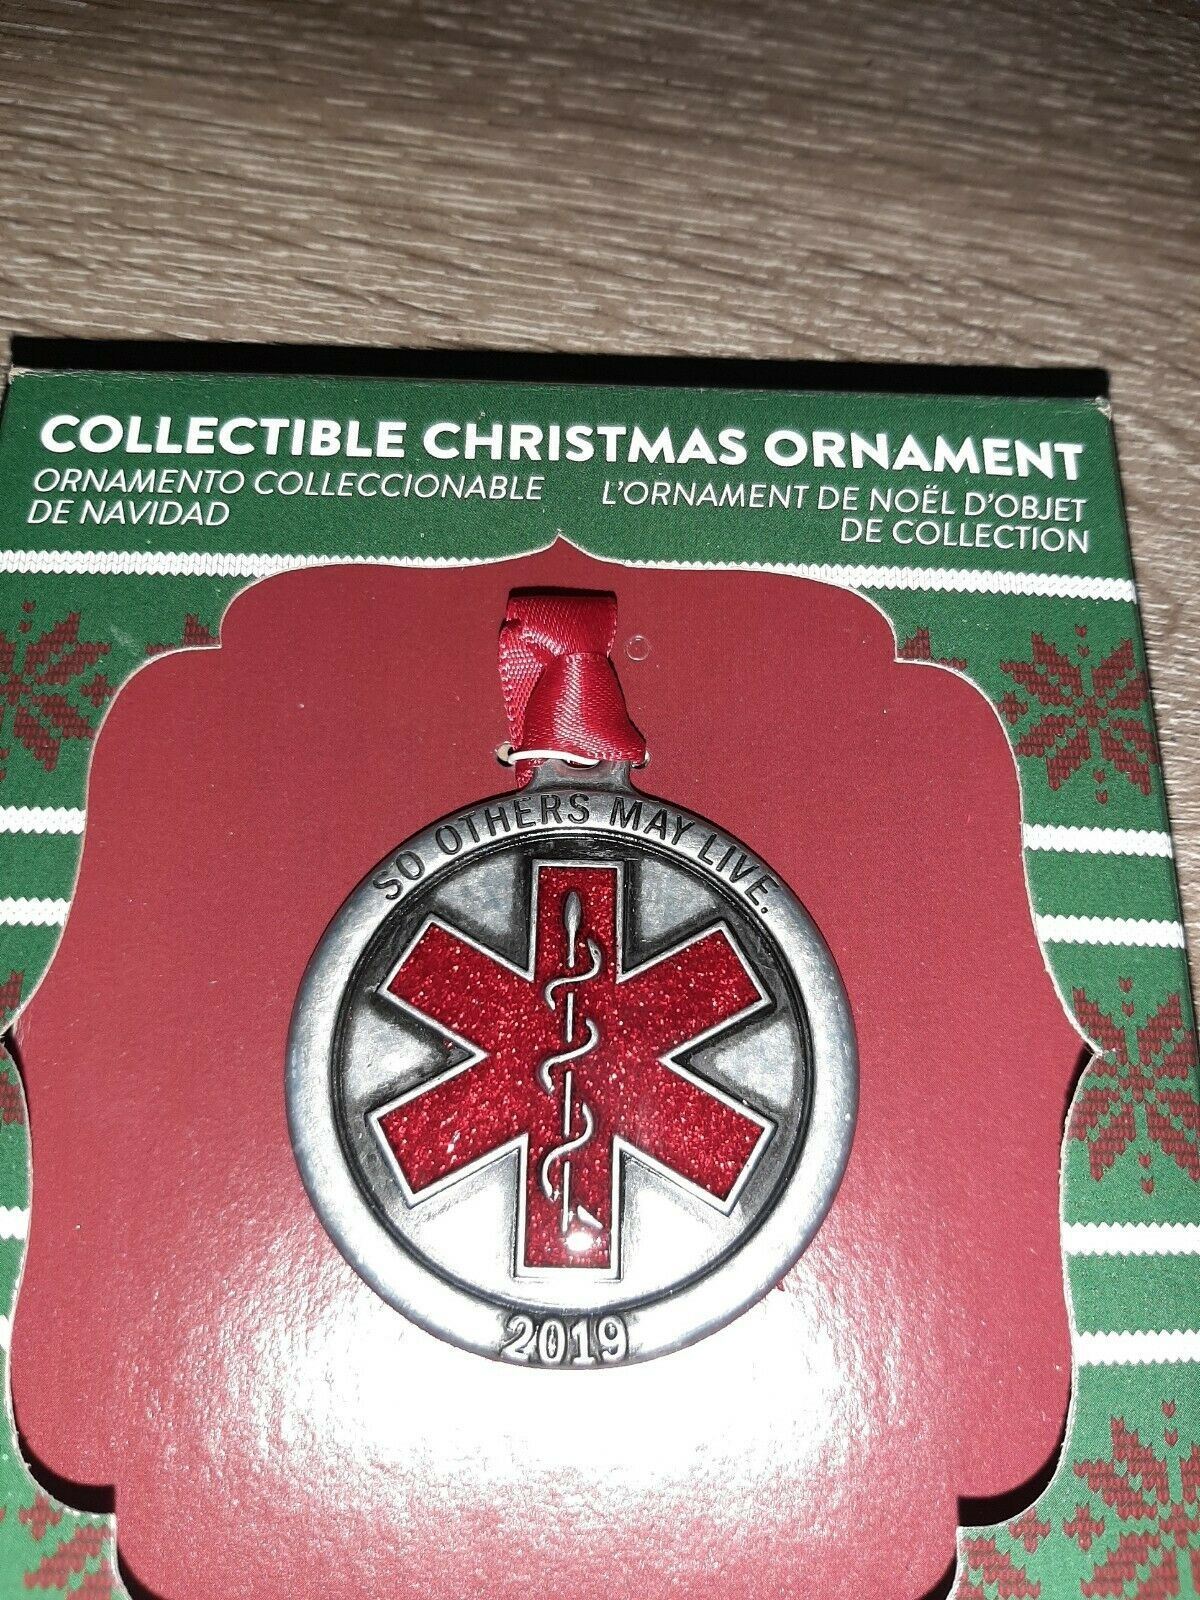 COLLECTIBLE CHRISTMAS ORNAMENT
ORNAMENTO COLLECCIONABLE
DE NAVIDAD
L'ORNAMENT DE NOËL D'OBJET
DE COLLECTION
SO OTHERS MAY LIVE.
2019